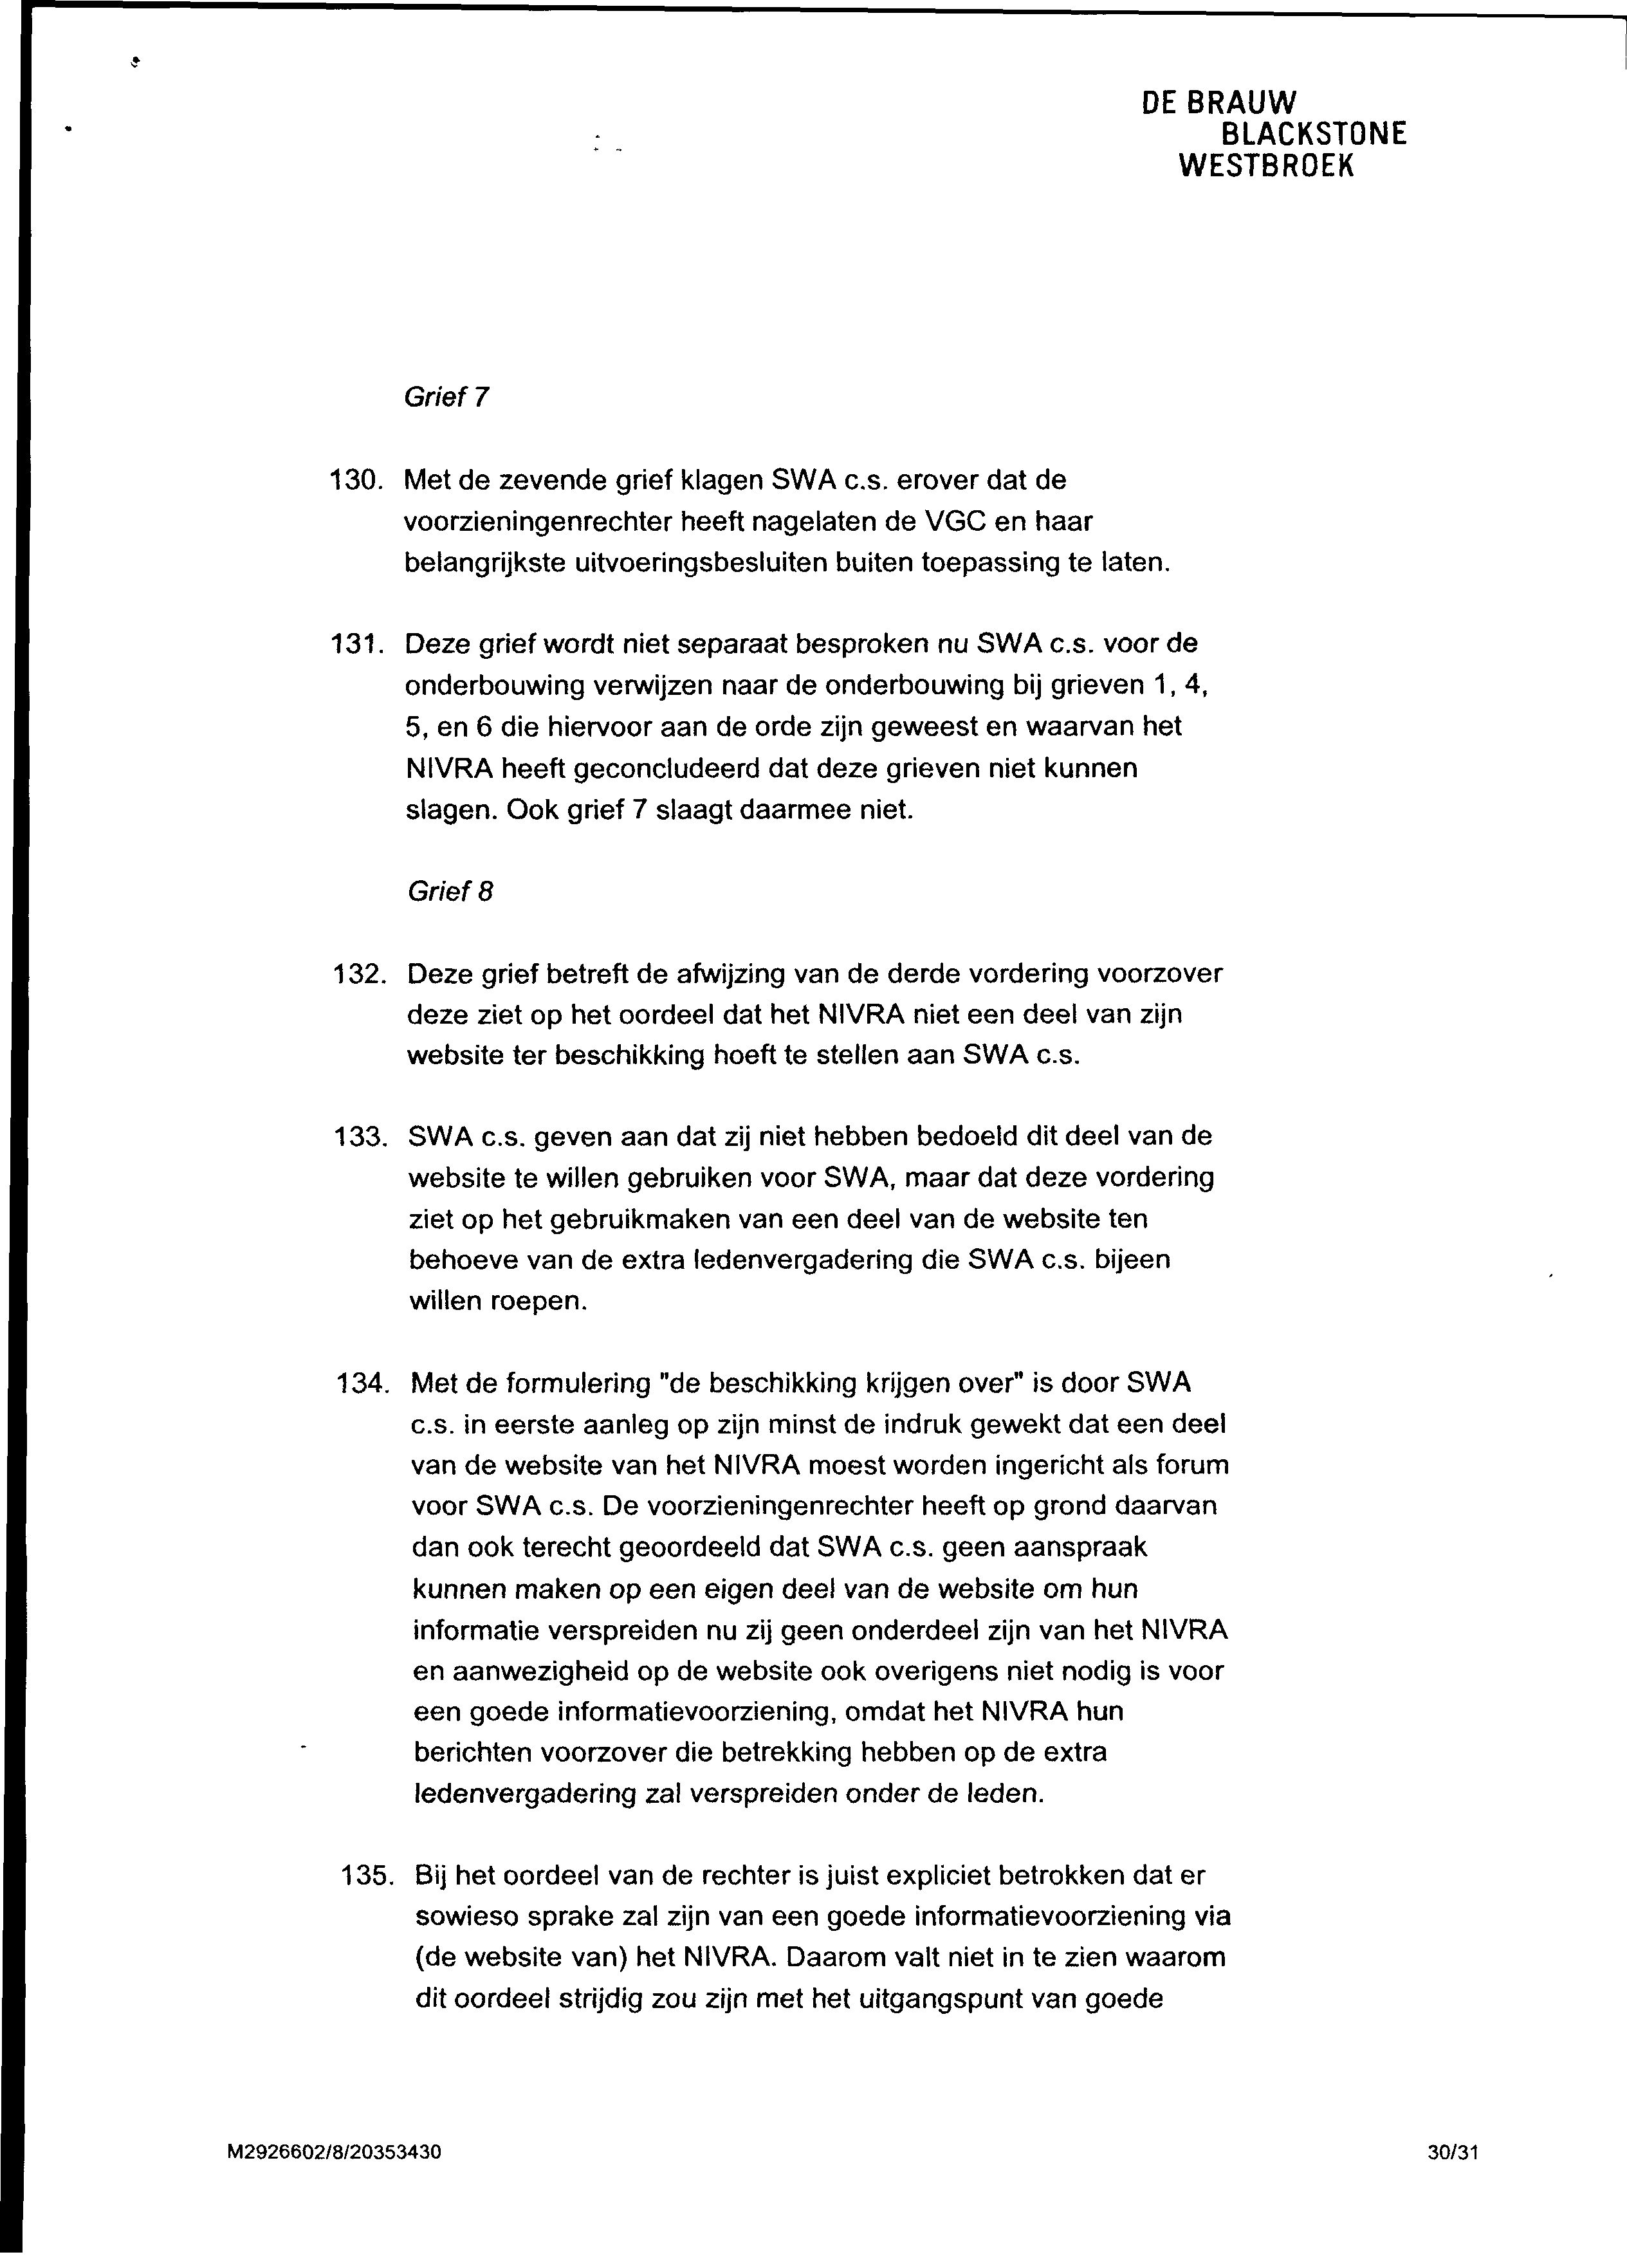 DE BRAUW
BLACKSTONE
WESTBROEK
Grief 7
130. Met de zevende grief klagen SWA c.s. erover dat de
voorzieningenrechter heeft nagelaten de VGC en haar
belangrijkste uitvoeringsbesluiten buiten toepassing te laten.
131. Deze grief wordt niet separaat besproken nu SWA c.s. voor de
onderbouwing verwijzen naar de onderbouwing bij grieven 1, 4,
5, en 6 die hiervoor aan de orde zijn geweest en waarvan het
NIVRA heeft geconcludeerd dat deze grieven niet kunnen
slagen. Ook grief 7 slaagt daarmee niet.
Grief 8
132. Deze grief betreft de afwijzing van de derde vordering voorzover
deze ziet op het oordeel dat het NIVRA niet een deel van zijn
website ter beschikking hoeft te stellen aan SWA c.s.
133. SWA c.s. geven aan dat zij niet hebben bedoeld dit deel van de
website te willen gebruiken voor SWA, maar dat deze vordering
ziet op het gebruikmaken van een deel van de website ten
behoeve van de extra ledenvergadering die SWA c.s. bijeen
willen roepen.
134. Met de formulering "de beschikking krijgen over" is door SWA
c.s. in eerste aanleg op zijn minst de indruk gewekt dat een deel
van de website van het NIVRA moest worden ingericht als forum
voor SWA c.s. De voorzieningenrechter heeft op grond daarvan
dan ook terecht geoordeeld dat SWA c.s. geen aanspraak
kunnen maken op een eigen deel van de website om hun
informatie verspreiden nu zij geen onderdeel zijn van het NIVRA
en aanwezigheid op de website ook overigens niet nodig is voor
een goede informatievoorziening, omdat het NIVRA hun
berichten voorzover die betrekking hebben op de extra
ledenvergadering zal verspreiden onder de leden.
135. Bij het oordeel van de rechter is juist expliciet betrokken dat er
sowieso sprake zal zijn van een goede informatievoorziening via
(de website van) het NIVRA. Daarom valt niet in te zien waarom
dit oordeel strijdig zou zijn met het uitgangspunt van goede
M2926602/8/20353430 30/31